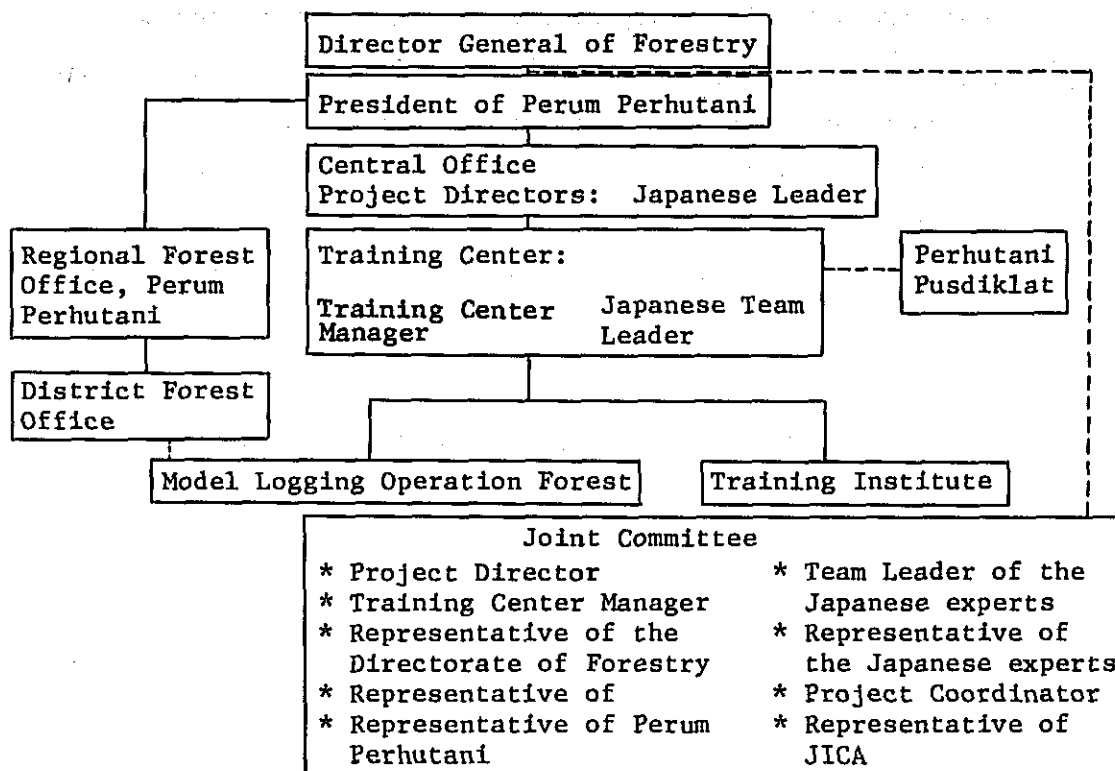 Director General of Forestry
President of Perum Perhutani
Central Office
Project Directors: Japanese Leader
Regional Forest
Office, Perum
Perhutani
Training Center:
Training Center
Manager
Japanese Team
Leader
Perhutani
Pusdiklat
District Forest
Office
Model Logging Operation Forest
Training Institute
Joint Committee
* Project Director
* Training Center Manager
* Representative of the
Directorate of Forestry
* Representative of
* Representative of Perum
Perhutani
* Team Leader of the
Japanese experts
* Representative of
the Japanese experts
* Project Coordinator
* Representative of
JICA